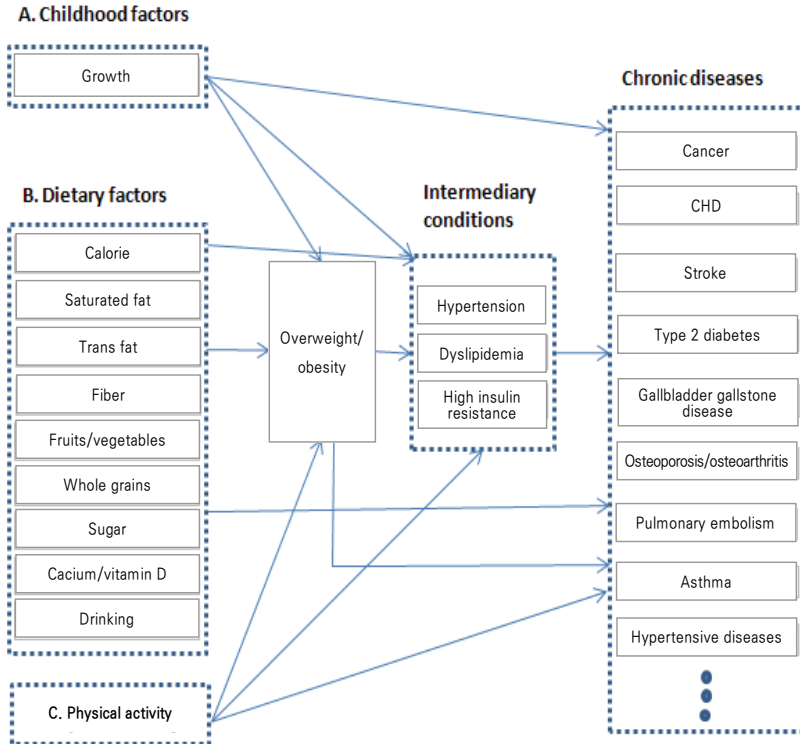 A. Childhood factors
Growth
B. Dietary factors
Calorie
Saturated fat
Trans fat
Fiber
Fruits/vegetables
Whole grains
Sugar
Cacium/vitamin D
Drinking
C. Physical activity
Overweight/
obesity
Intermediary
conditions
Hypertension
Dyslipidemia
High insulin
resistance
Chronic diseases
Cancer
CHD
Stroke
Type 2 diabetes
Gallbladder gallstone
disease
Osteoporosis/osteoarthritis
Pulmonary embolism
Asthma
Hypertensive diseases